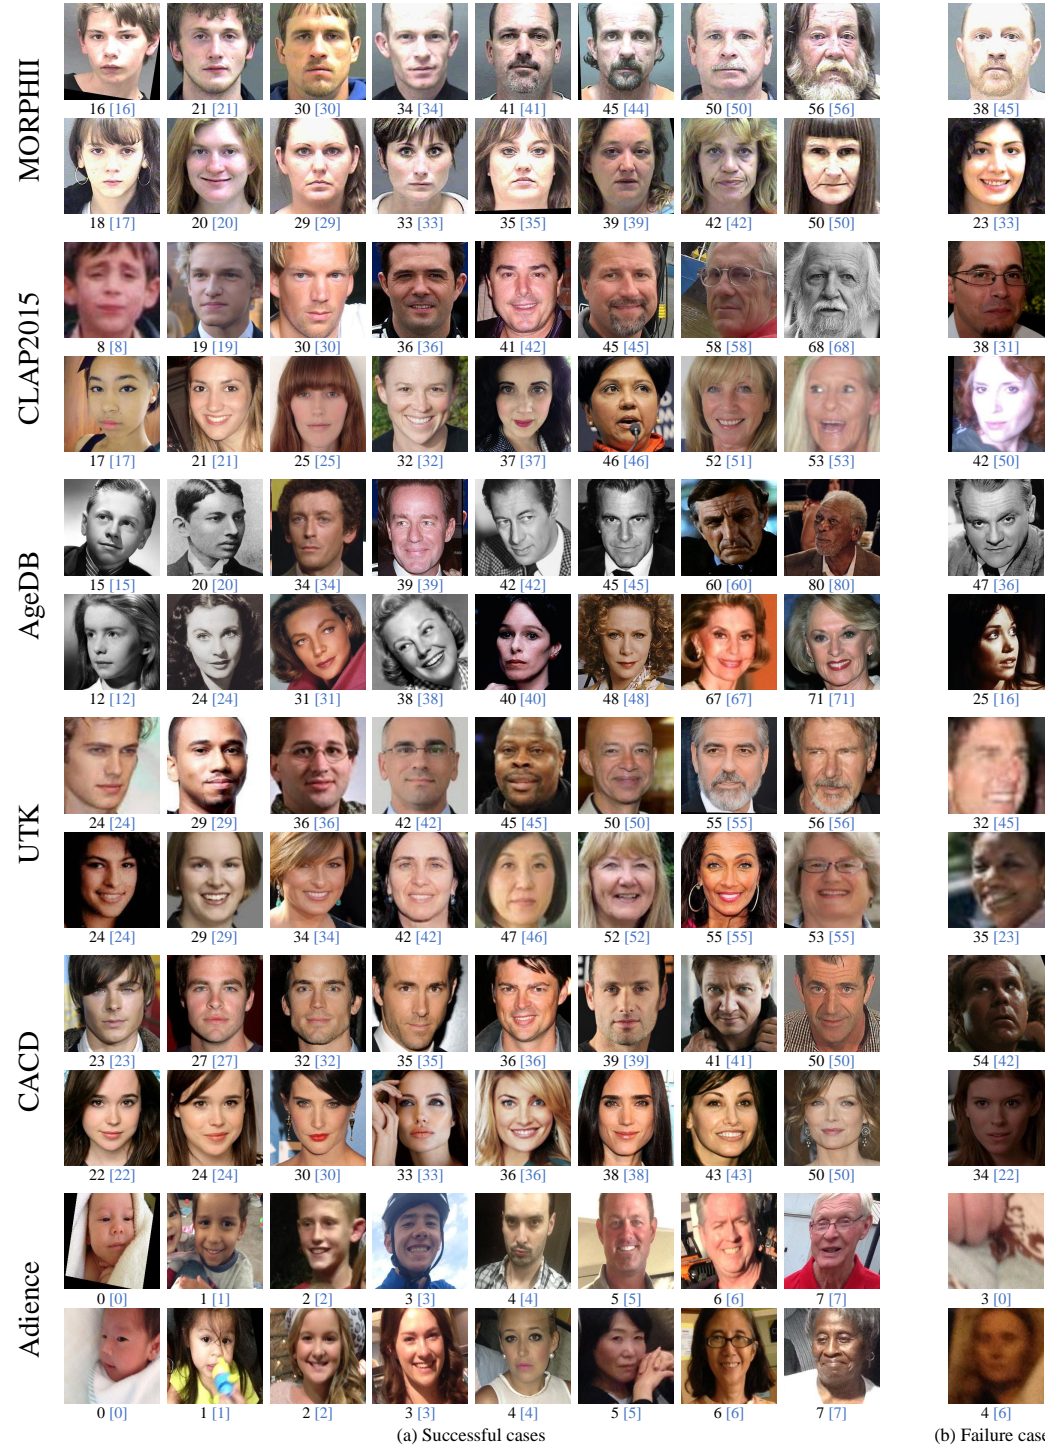 MORPHII
16 [16] 21 [21] 30 [30] 34 [34] 41 [41] 45 [44] 50 [50] 56 [56] 38 [45]
18 [17] 20 [20] 29 [29] 33 [33] 35 [35] 39 [39] 42 [42] 50 [50] 23 [33]
CLAP2015
8 [8] 19 [19] 30 [30] 36 [36] 41 [42] 45 [45] 58 [58] 68 [68] 38 [31]
17 [17] 21 [21] 25 [25] 32 [32] 37 [37] 46 [46] 52 [51] 53 [53] 42 [50]
AgeDB
15 [15] 20 [20] 34 [34] 39 [39] 42 [42] 45 [45] 60 [60] 80 [80] 47 [36]
12 [12] 24 [24] 31 [31] 38 [38] 40 [40] 48 [48] 67 [67] 71 [71] 25 [16]
UTK
24 [24] 29 [29] 36 [36] 42 [42] 45 [45] 50 [50] 55 [55] 56 [56] 32 [45]
24 [24] 29 [29] 34 [34] 42 [42] 47 [46] 52 [52] 55 [55] 53 [55] 35 [23]
CACD
23 [23] 27 [27] 32 [32] 35 [35] 36 [36] 39 [39] 41 [41] 50 [50] 54 [42]
22 [22] 24 [24] 30 [30] 33 [33] 36 [36] 38 [38] 43 [43] 50 [50] 34 [22]
Adience
0 [0] 1 [1] 2 [2] 3 [3] 4 [4] 5 [5] 6 [6] 7 [7] 3 [0]
0 [0] 1 [1] 2 [2] 3 [3] 4 [4] 5 [5] 6 [6] 7 [7] 4 [6]
(a) Successful cases (b) Failure case